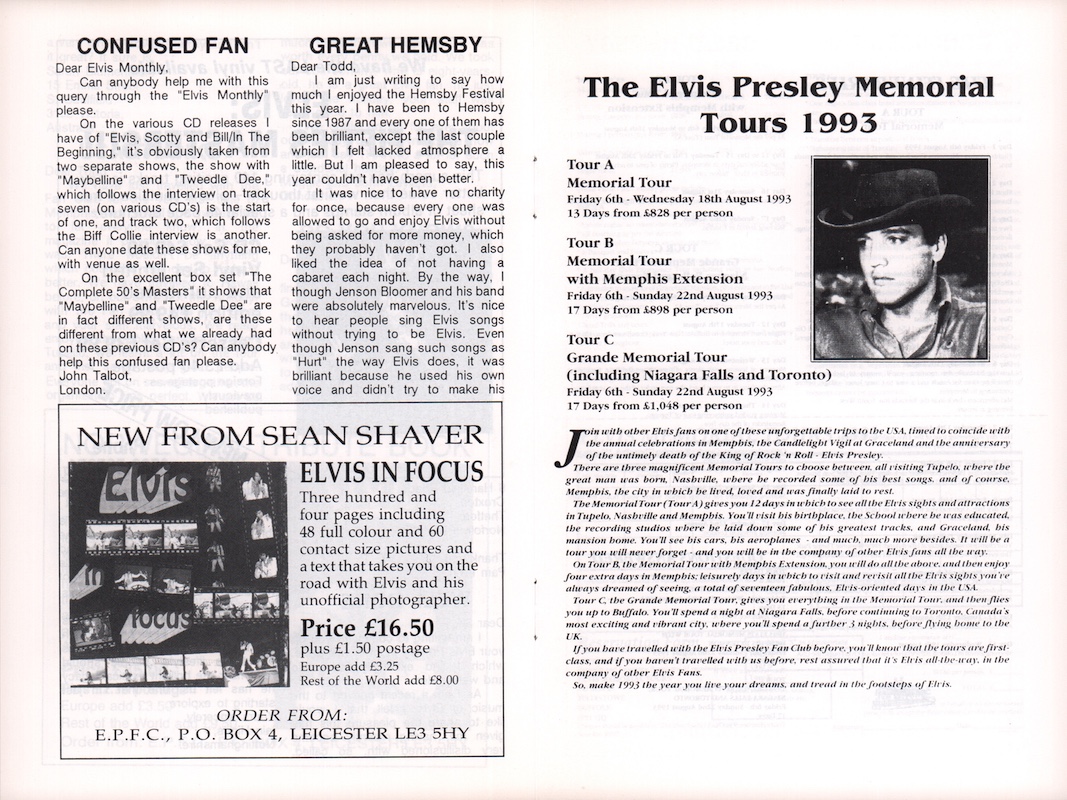 CONFUSED FAN
Dear Elvis Monthly,
Can anybody help me with this
query through the "Elvis Monthly"
please.
On the various CD releases I
have of "Elvis, Scotty and Bill/In The
Beginning," it's obviously taken from
two separate shows, the show with
"Maybelline" and "Tweedle Dee,"
which follows the interview on track
seven (on various CD's) is the start
of one, and track two, which follows
the Biff Collie interview is another.
Can anyone date these shows for me,
with venue as well.
On the excellent box set "The
Complete 50's Masters" it shows that
"Maybelline" and "Tweedle Dee" are
in fact different shows, are these
different from what we already had
on these previous CD's? Can anybody
help this confused fan please.
John Talbot,
London.
GREAT HEMSBY
Dear Todd,
I am just writing to say how
much I enjoyed the Hemsby Festival
this year. I have been to Hemsby
since 1987 and every one of them has
been brilliant, except the last couple
which I felt lacked atmosphere a
little. But I am pleased to say, this
year couldn't have been better.
It was nice to have no charity
for once, because every one was
allowed to go and enjoy Elvis without
being asked for more money, which
they probably haven't got. I also
liked the idea of not having a
cabaret each night. By the way, I
though Jenson Bloomer and his band
were absolutely marvelous. It's nice
to hear people sing Elvis songs
without trying to be Elvis. Even
though Jenson sang such songs as
"Hurt" the way Elvis does, it was
brilliant because he used his own
voice and didn't try to make his
NEW FROM SEAN SHAVER
Elvis
in
focus
ELVIS IN FOCUS
Three hundred and
four pages including
48 full colour and 60
contact size pictures and
a text that takes you on the
road with Elvis and his
unofficial photographer.
Price £16.50
plus £1.50 postage
Europe add £3.25
Rest of the World add £8.00
ORDER FROM:
E.P.F.C., P.O. BOX 4, LEICESTER LE3 5HY
The Elvis Presley Memorial
Tours 1993
Tour A
Memorial Tour
Friday 6th - Wednesday 18th August 1993
13 Days from £828 per person
Tour B
Memorial Tour
with Memphis Extension
Friday 6th - Sunday 22nd August 1993
17 Days from £898 per person
Tour C
Grande Memorial Tour
(including Niagara Falls and Toronto)
Friday 6th - Sunday 22nd August 1993
17 Days from £1,048 per person
Join with other Elvis fans on one of these unforgettable trips to the USA, timed to coincide with
the annual celebrations in Memphis, the Candlelight Vigil at Graceland and the anniversary
of the untimely death of the King of Rock 'n Roll - Elvis Presley.
There are three magnificent Memorial Tours to choose between, all visiting Tupelo, where the
great man was born, Nashville, where he recorded some of his best songs, and of course,
Memphis, the city in which he lived, loved and was finally laid to rest.
The Memorial Tour (Tour A) gives you 12 days in which to see all the Elvis sights and attractions
in Tupelo, Nashville and Memphis. You'll visit his birthplace, the School where he was educated,
the recording studios where he laid down some of his greatest tracks, and Graceland, his
mansion home. You'll see his cars, his aeroplanes - and much, much more besides. It will be a
tour you will never forget - and you will be in the company of other Elvis fans all the way.
On Tour B, the Memorial Tour with Memphis Extension, you will do all the above, and then enjoy
four extra days in Memphis; leisurely days in which to visit and revisit all the Elvis sights you've
always dreamed of seeing, a total of seventeen fabulous, Elvis-oriented days in the USA.
Tour C, the Grande Memorial Tour, gives you everything in the Memorial Tour, and then flies
you up to Buffalo. You'll spend a night at Niagara Falls, before continuing to Toronto, Canada's
most exciting and vibrant city, where you'll spend a further 3 nights, before flying home to the
UK.
If you have travelled with the Elvis Presley Fan Club before, you'll know that the tours are first-
class, and if you haven't travelled with us before, rest assured that it's Elvis all-the-way, in the
company of other Elvis Fans.
So, make 1993 the year you live your dreams, and tread in the footsteps of Elvis.